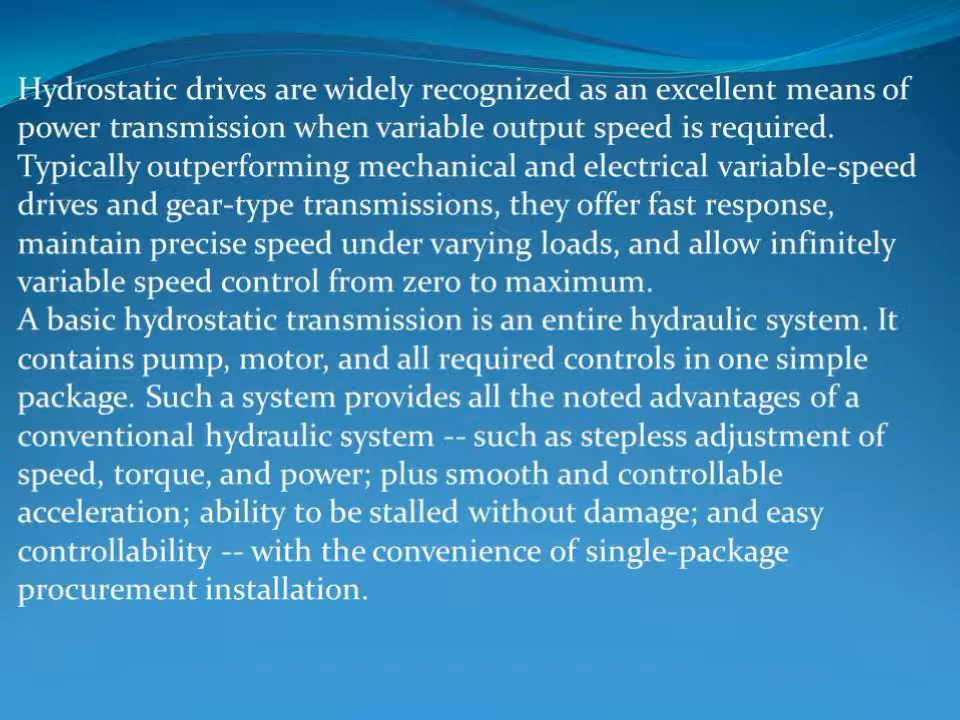 Hydrostatic drives are widely recognized as an excellent means of
power transmission when variable output speed is required.
Typically outperforming mechanical and electrical variable-speed
drives and gear-type transmissions, they offer fast response,
maintain precise speed under varying loads, and allow infinitely
variable speed control from zero to maximum.
A basic hydrostatic transmission is an entire hydraulic system. It
contains pump, motor, and all required controls in one simple
package. Such a system provides all the noted advantages of a
conventional hydraulic system -- such as stepless adjustment of
speed, torque, and power; plus smooth and controllable
acceleration; ability to be stalled without damage; and easy
controllability -- with the convenience of single-package
procurement installation.